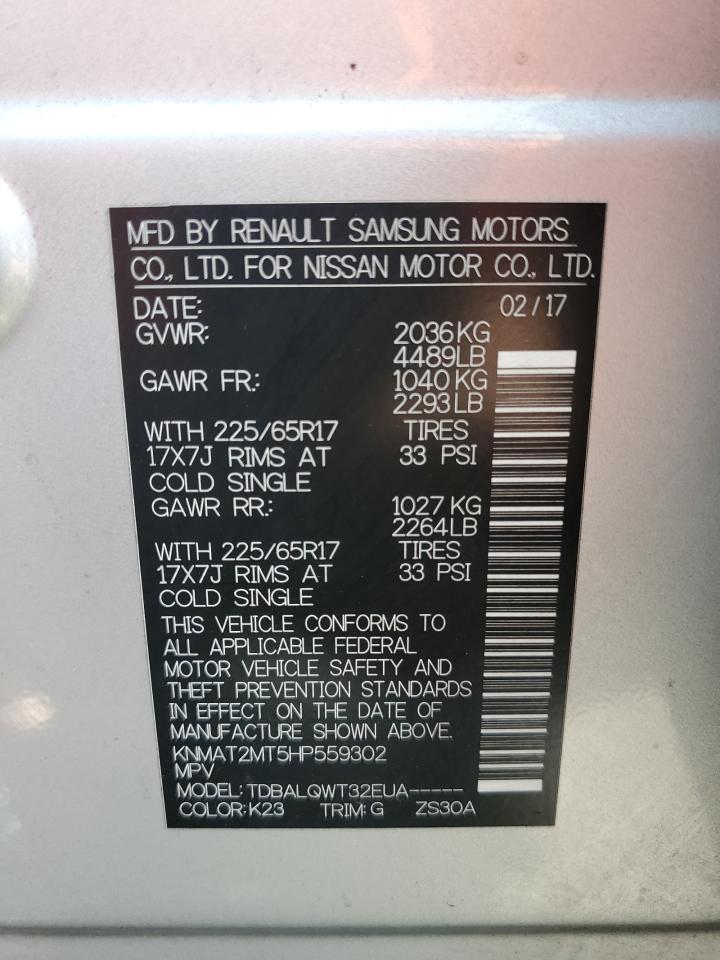 MFD BY RENAULT SAMSUNG MOTORS
CO., LTD. FOR NISSAN MOTOR CO., LTD.
DATE: 02/17
GVWR: 2036KG
4489LB
GAWR FR.: 1040KG
2293LB
WITH 225/65R17 TIRES
17X7J RIMS AT 33 PSI
COLD SINGLE
GAWR RR.: 1027KG
2264LB
WITH 225/65R17 TIRES
17X7J RIMS AT 33 PSI
COLD SINGLE
THIS VEHICLE CONFORMS TO
ALL APPLICABLE FEDERAL
MOTOR VEHICLE SAFETY AND
THEFT PREVENTION STANDARDS
IN EFFECT ON THE DATE OF
MANUFACTURE SHOWN ABOVE.
KNMAT2MT5HP559302
MPV
MODEL: TDBALQWT32EUA-----
COLOR:K23 TRIM:G ZS30A